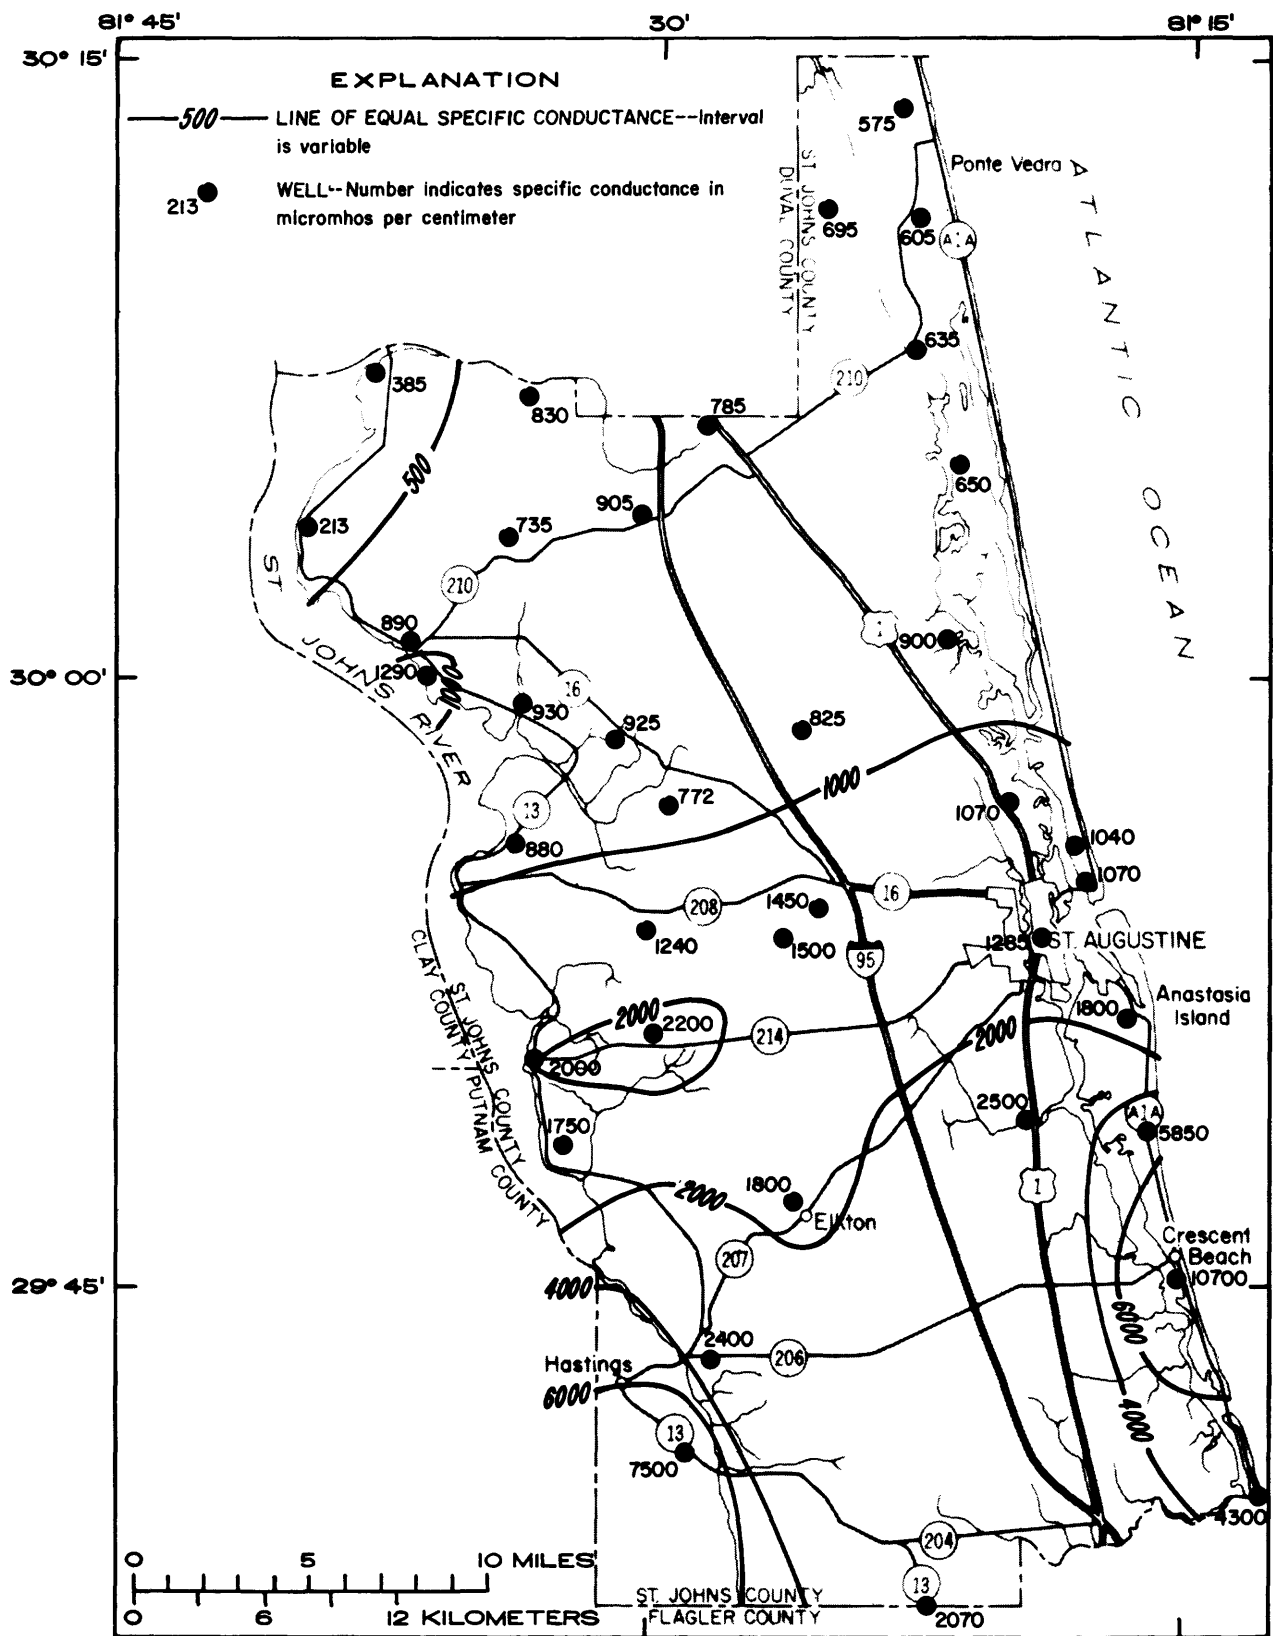 81° 45'
30'
81° 15'
30° 15'
EXPLANATION
500
LINE OF EQUAL SPECIFIC CONDUCTANCE--Interval
is variable
213
WELL--Number indicates specific conductance in
micromhos per centimeter
575
Ponte Vedra
ST. JOHNS COUNTY
DUVAL COUNTY
695
605
A1A
ATLANTIC OCEAN
635
210
385
830
785
500
650
905
213
735
210
ST JOHNS RIVER
890
1
900
30° 00'
1290
1000
16
930
925
825
1000
772
1070
13
880
1040
1070
16
208
1450
1240
1500
1285
ST. AUGUSTINE
95
CLAY COUNTY
ST JOHNS COUNTY
PUTNAM COUNTY
2000
2200
214
2000
1800
Anastasia
Island
2000
2500
A1A
5850
1750
1
2000
1800
Elkton
207
Crescent
Beach
29° 45'
4000
10700
6000
2400
206
Hastings
6000
4000
13
7500
4300
204
0 5 10 MILES
0 6 12 KILOMETERS
13
ST. JOHNS COUNTY
FLAGLER COUNTY
2070